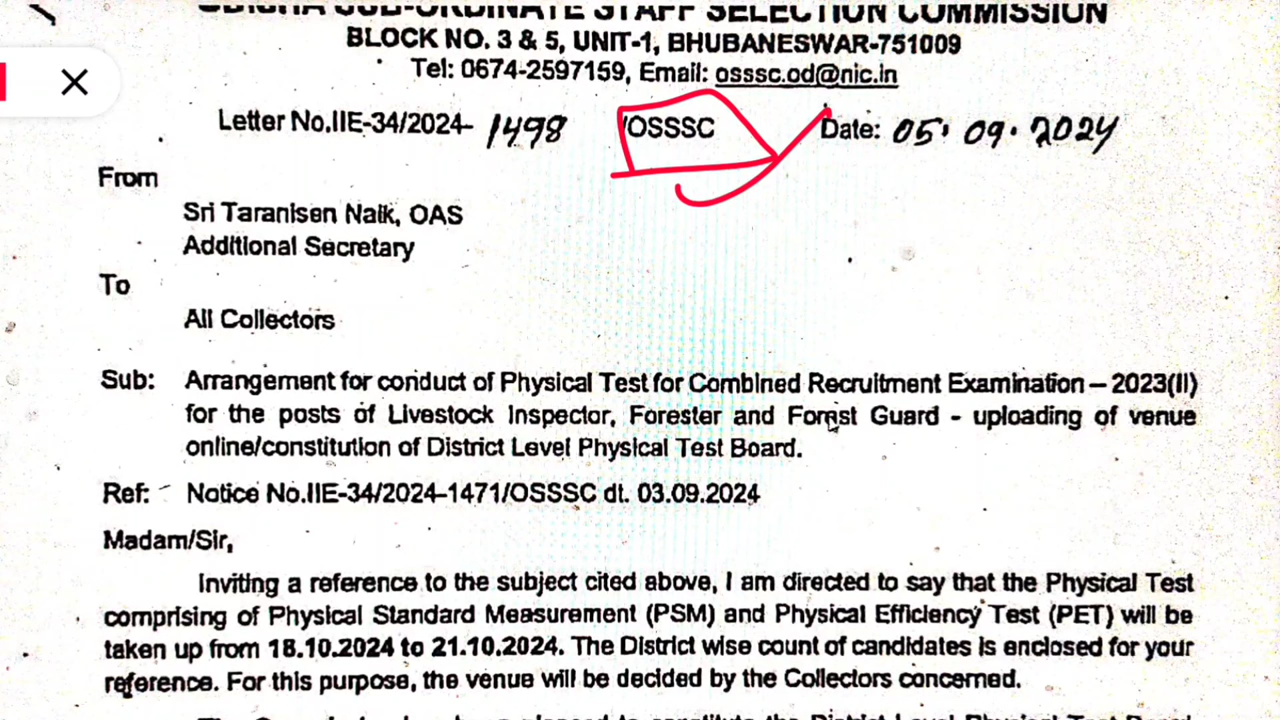 ODISHA SUB-ORDINATE STAFF SELECTION COMMISSION
BLOCK NO. 3 & 5, UNIT-1, BHUBANESWAR-751009
Tel: 0674-2597159, Email: osssc.od@nic.in
Letter No.IIE-34/2024- 1498 /OSSSC Date: 05.09.2024
From
Sri Taranisen Naik, OAS
Additional Secretary
To
All Collectors
Sub: Arrangement for conduct of Physical Test for Combined Recruitment Examination – 2023(II)
for the posts of Livestock Inspector, Forester and Forest Guard - uploading of venue
online/constitution of District Level Physical Test Board.
Ref: Notice No.IIE-34/2024-1471/OSSSC dt. 03.09.2024
Madam/Sir,
Inviting a reference to the subject cited above, I am directed to say that the Physical Test
comprising of Physical Standard Measurement (PSM) and Physical Efficiency Test (PET) will be
taken up from 18.10.2024 to 21.10.2024. The District wise count of candidates is enclosed for your
reference. For this purpose, the venue will be decided by the Collectors concerned.